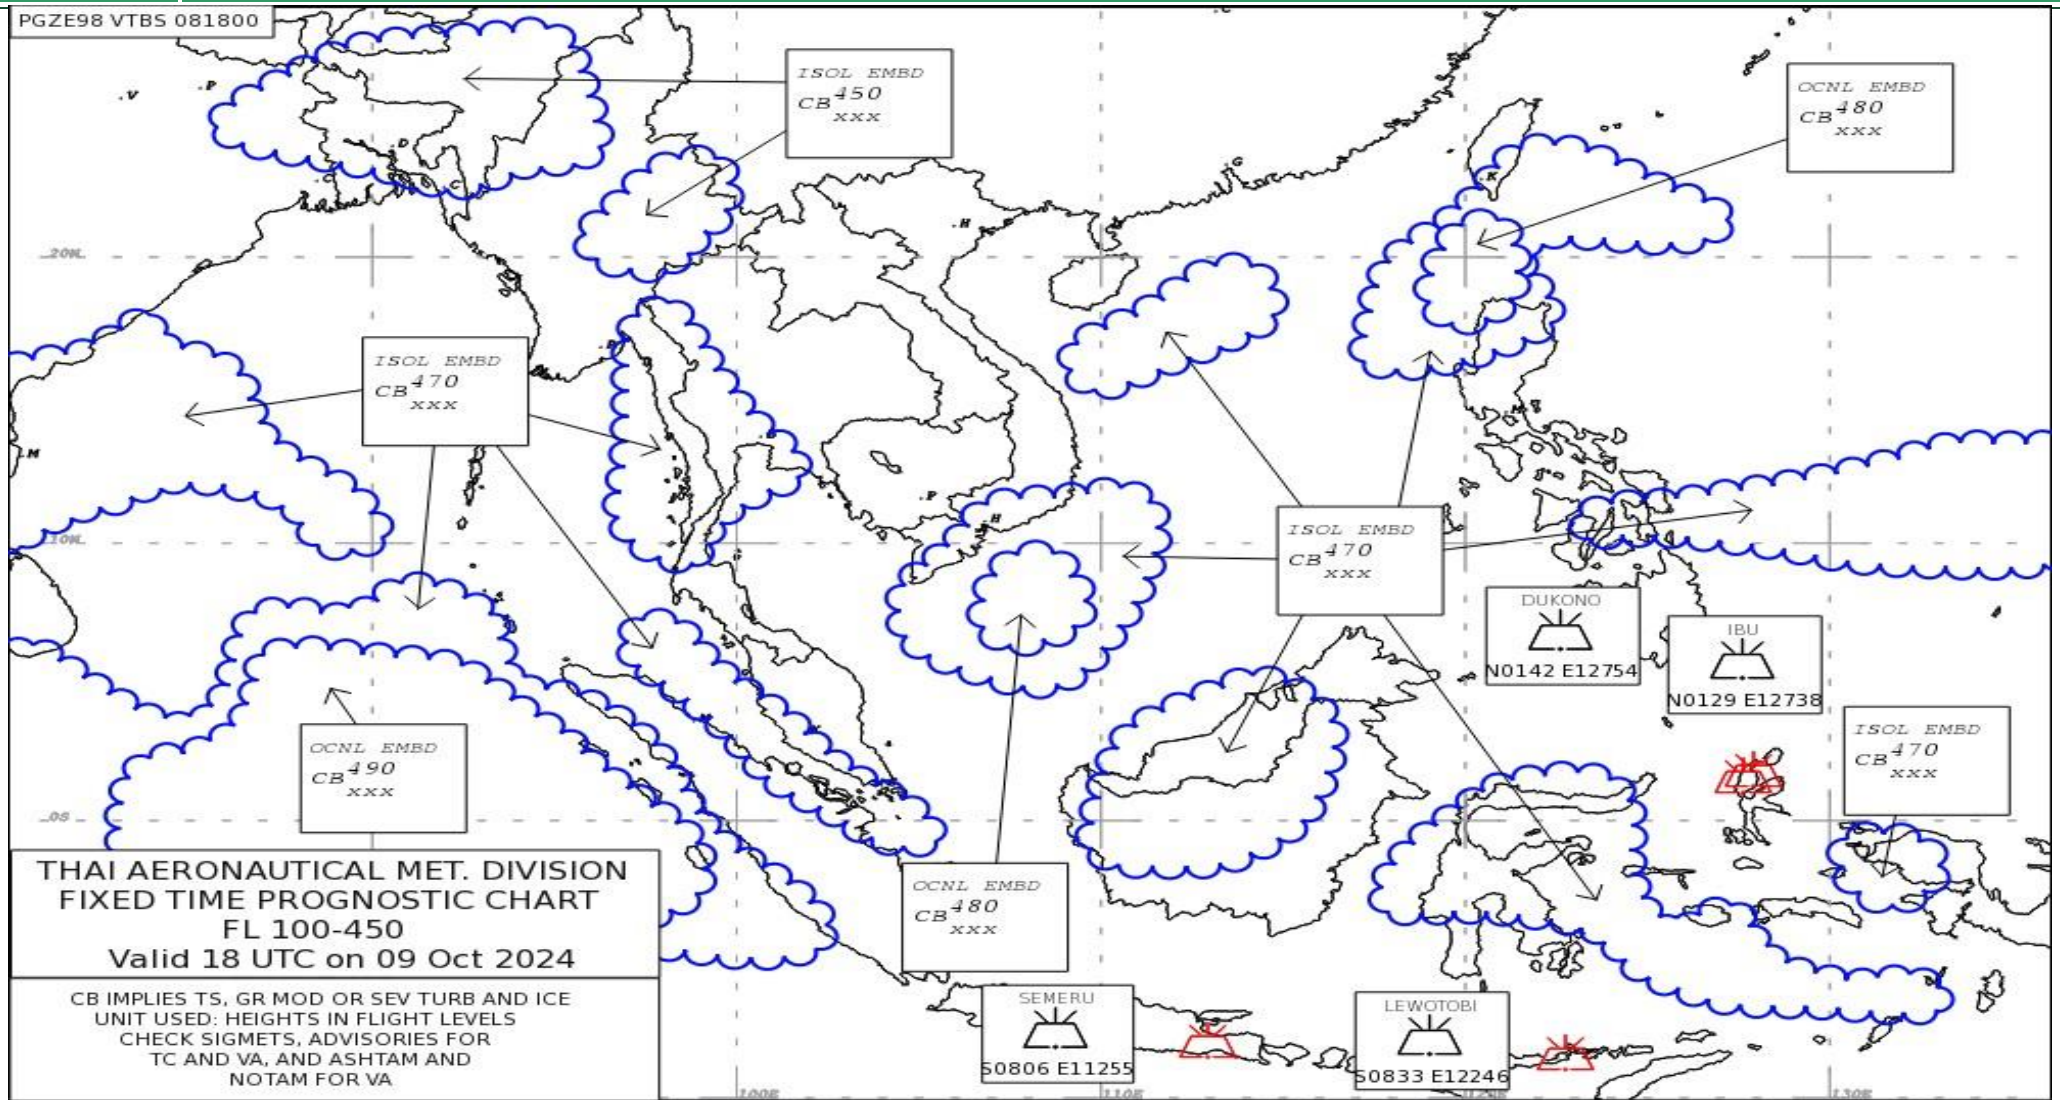 PGZE98 VTBS 081800
ISOL EMBD
CB 450
xxx
OCNL EMBD
CB 480
xxx
.V
.P
.D
.C
C
.G
.K
.H
20N
ISOL EMBD
CB 470
xxx
.M
.P
.H
10N
ISOL EMBD
CB 470
xxx
DUKONO
N0142 E12754
IBU
N0129 E12738
ISOL EMBD
CB 470
xxx
OCNL EMBD
CB 490
xxx
0S
OCNL EMBD
CB 480
xxx
THAI AERONAUTICAL MET. DIVISION
FIXED TIME PROGNOSTIC CHART
FL 100-450
Valid 18 UTC on 09 Oct 2024
CB IMPLIES TS, GR MOD OR SEV TURB AND ICE
UNIT USED: HEIGHTS IN FLIGHT LEVELS
CHECK SIGMETS, ADVISORIES FOR
TC AND VA, AND ASHTAM AND
NOTAM FOR VA
SEMERU
S0806 E11255
LEWOTOBI
S0833 E12246
100E
110E
120E
130E